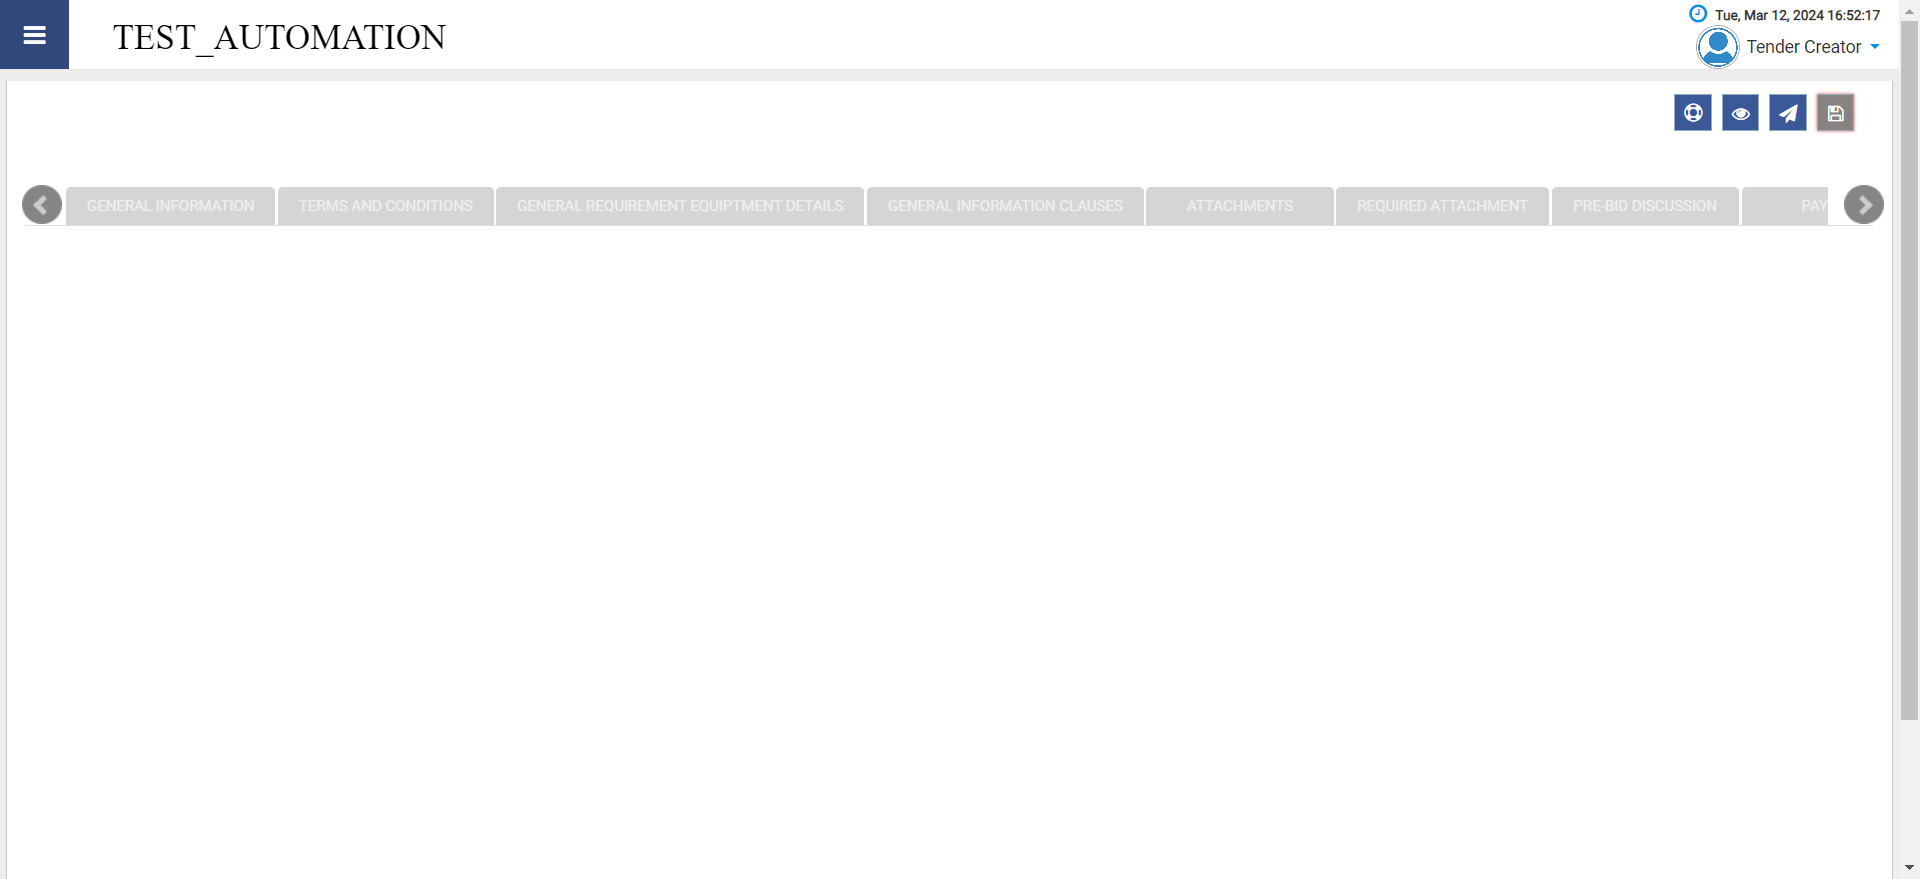 TEST_AUTOMATION
Tue, Mar 12, 2024 16:52:17
Tender Creator
GENERAL INFORMATION
TERMS AND CONDITIONS
GENERAL REQUIREMENT EQUIPTMENT DETAILS
GENERAL INFORMATION CLAUSES
ATTACHMENTS
REQUIRED ATTACHMENT
PRE-BID DISCUSSION
PAY